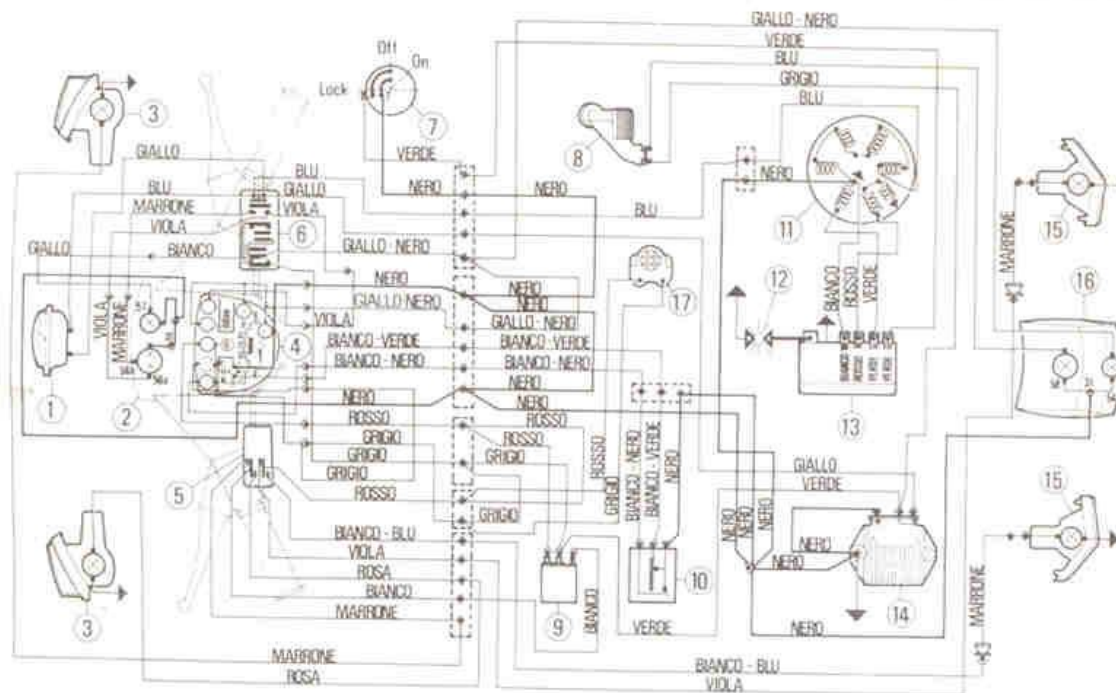 GIALLO - NERO
VERDE
BLU
GRIGIO
BLU
Off
On
Lock
3
7
8
VERDE
NERO
NERO
NERO
BLU
11
15
GIALLO
BLU
BLU
GIALLO
MARRONE
VIOLA
VIOLA
6
GIALLO
BIANCO
GIALLO - NERO
NERO
NERO
NERO
12
17
BIANCO
ROSSO
VERDE
MARRONE
16
VIOLA
MARRONE
GIALLO NERO
GIALLO - NERO
VIOLA
BIANCO-VERDE
BIANCO-VERDE
4
BIANCO - NERO
1
2
NERO
NERO
NERO
NERO
13
ROSSO
ROSSO
GRIGIO
GRIGIO
GRIGIO
GRIGIO
5
ROSSO
GRIGIO
ROSSO
BIANCO - NERO
BIANCO - VERDE
NERO
GIALLO
VERDE
15
BIANCO - BLU
VIOLA
ROSA
BIANCO
MARRONE
NERO
NERO
NERO
NERO
NERO
10
14
3
9
BIANCO
VERDE
NERO
MARRONE
MARRONE
ROSA
BIANCO - BLU
VIOLA